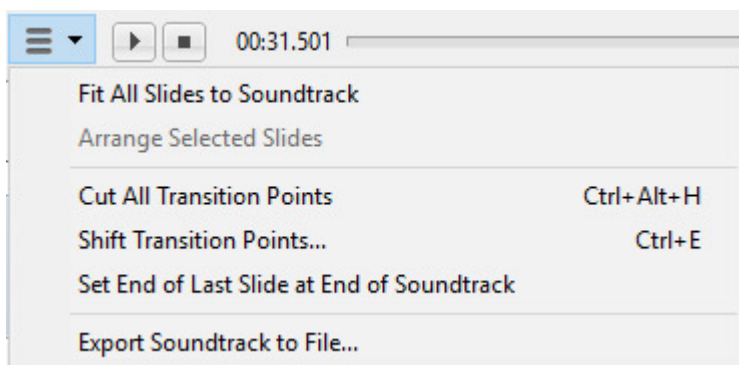 00:31.501
Fit All Slides to Soundtrack
Arrange Selected Slides
Cut All Transition Points Ctrl+Alt+H
Shift Transition Points... Ctrl+E
Set End of Last Slide at End of Soundtrack
Export Soundtrack to File...